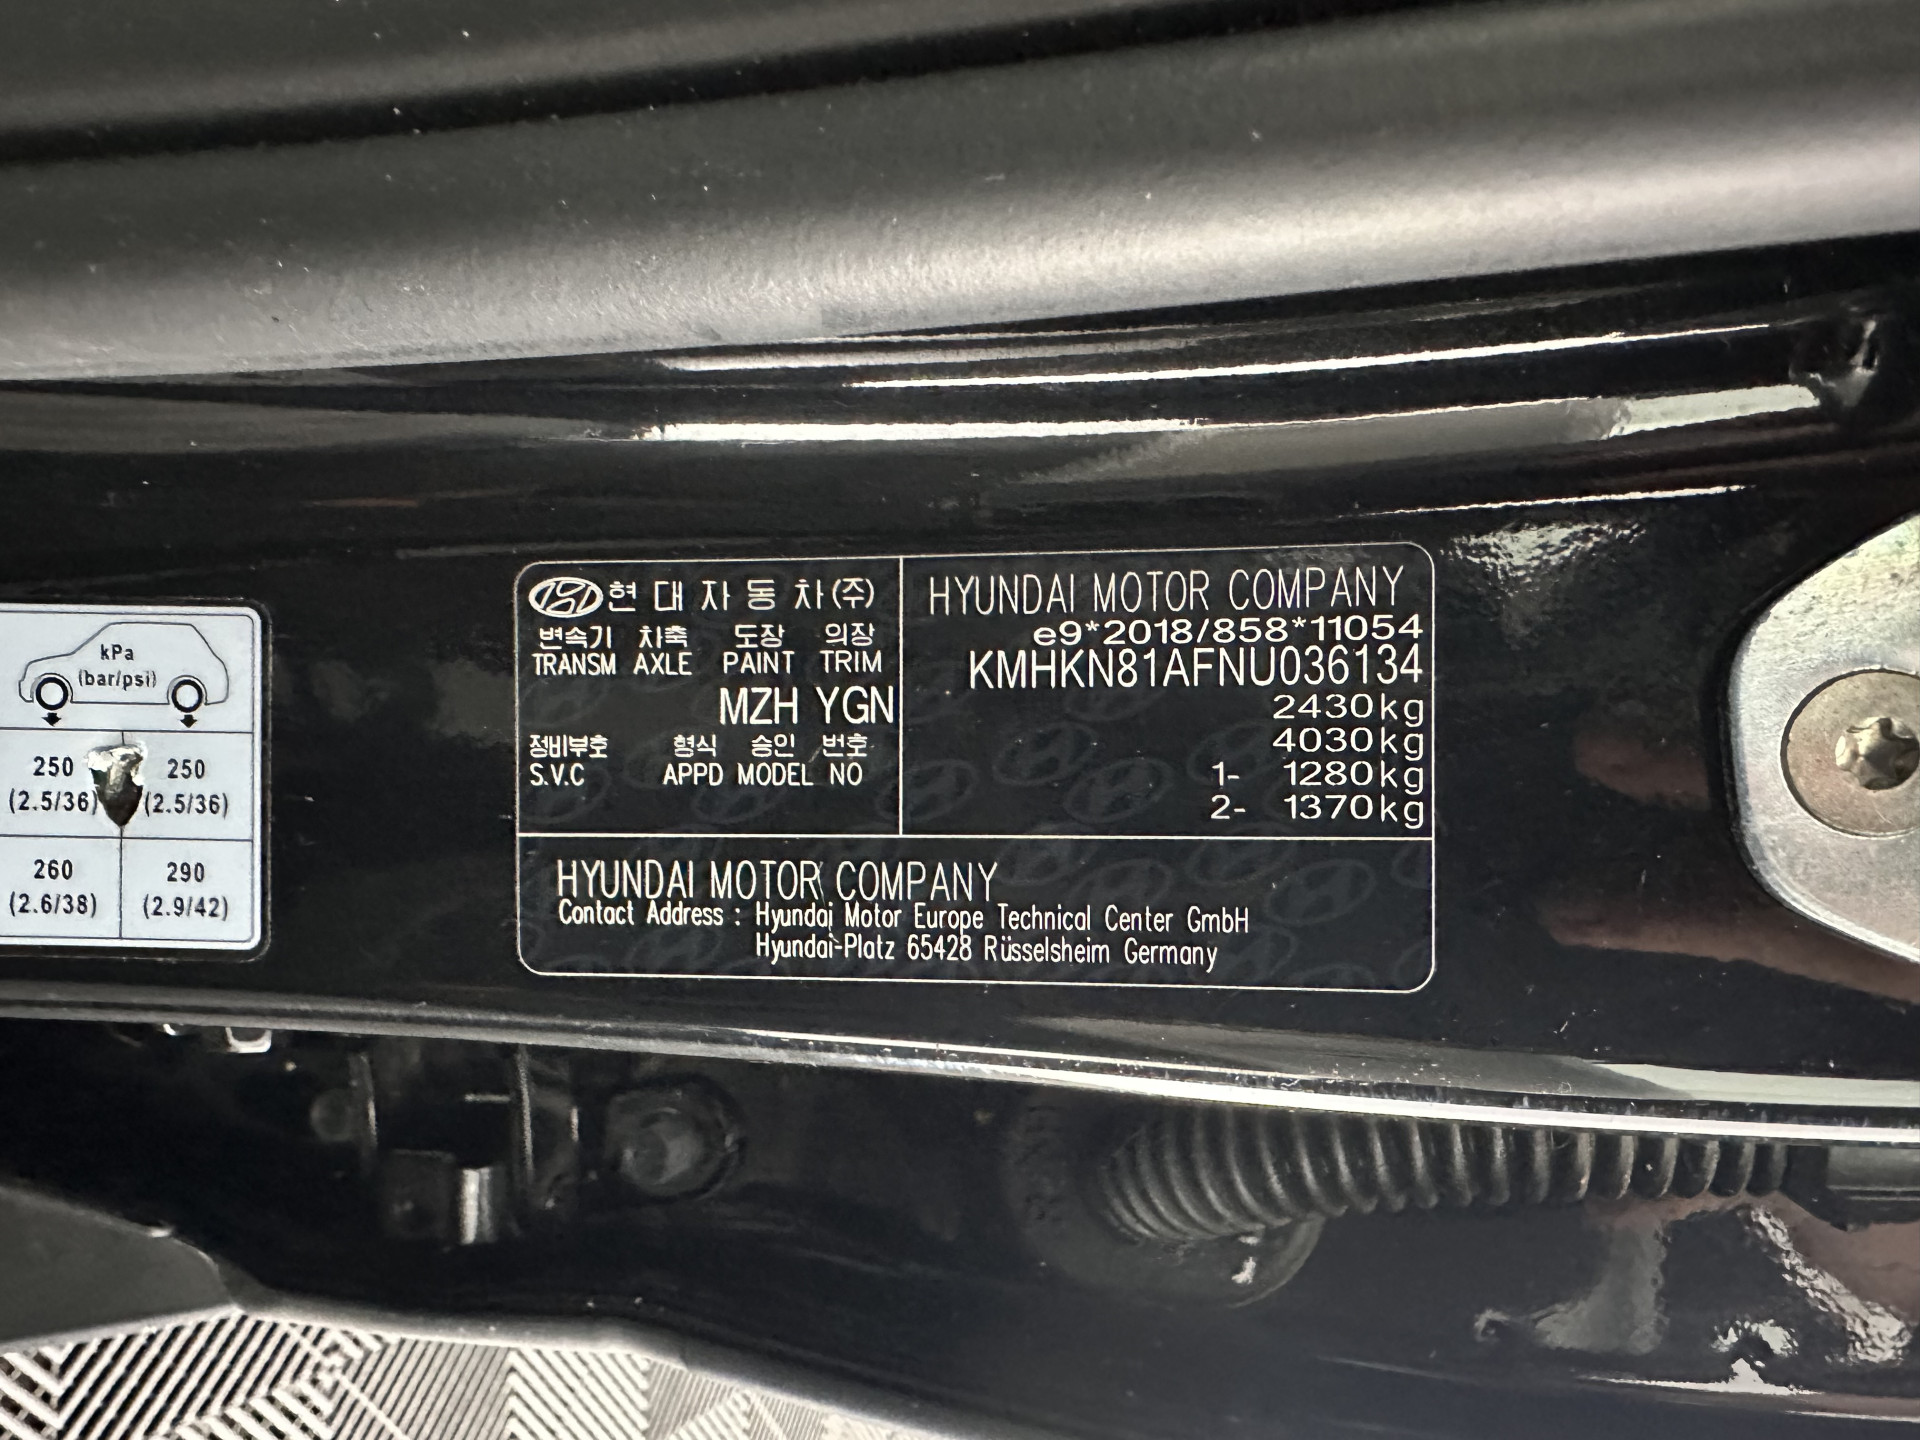 kPa
(bar/psi)
250 250
(2.5/36) (2.5/36)
260 290
(2.6/38) (2.9/42)
현대자동차(주)
변속기 차축 도장 의장
TRANSM AXLE PAINT TRIM
MZH YGN
정비부호 형식 승인 번호
S.V.C APPD MODEL NO
HYUNDAI MOTOR COMPANY
e9*2018/858*11054
KMHKN81AFNU036134
2430kg
4030kg
1- 1280kg
2- 1370kg
HYUNDAI MOTOR COMPANY
Contact Address : Hyundai Motor Europe Technical Center GmbH
Hyundai-Platz 65428 Rüsselsheim Germany